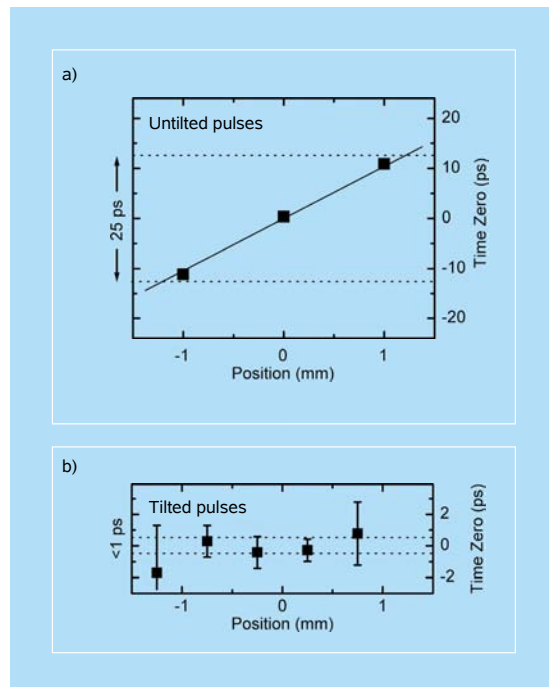 a)
Untilted pulses
25 ps
20
10
0
-10
-20
Time Zero (ps)
-1 0 1
Position (mm)
b)
Tilted pulses
<1 ps
2
0
-2
Time Zero (ps)
-1 0 1
Position (mm)